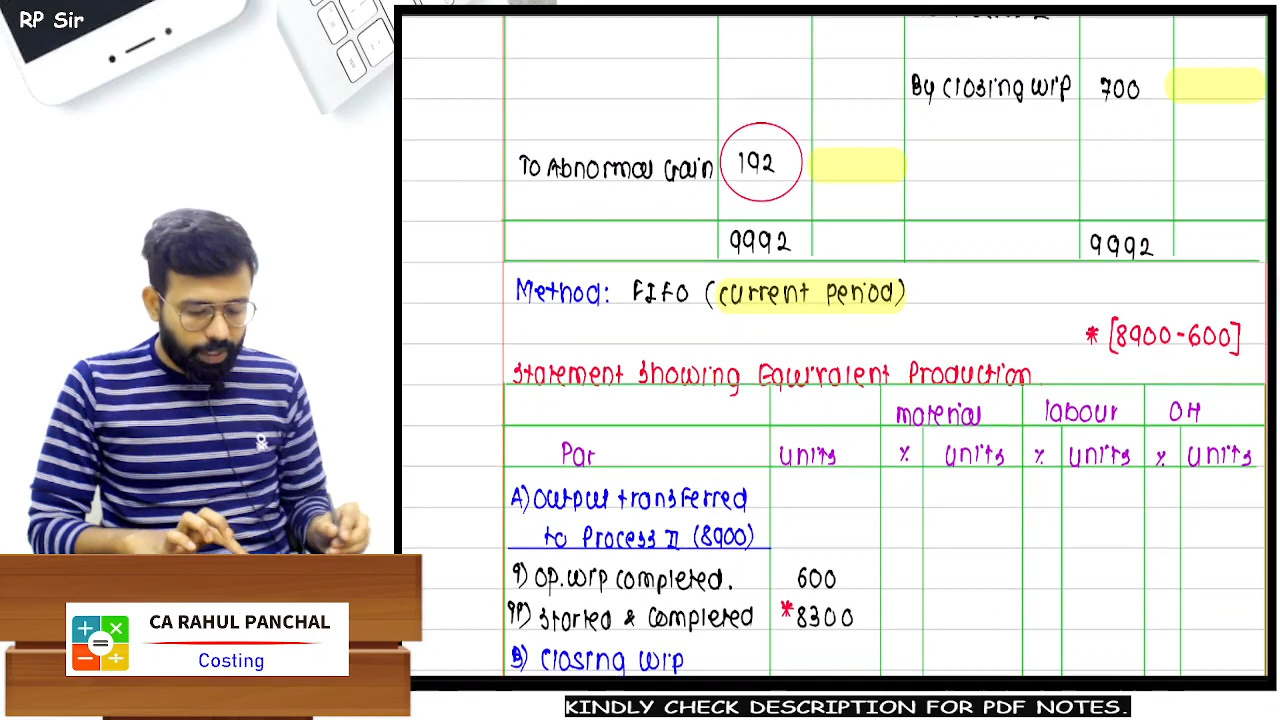 RP Sir
By Closing WIP 700
To Abnormal Gain 192
9992 9992
Method: FIFO (current period)
* [8900-600]
Statement Showing Equivalent Production.
material labour OH
Par units % units % units % units
A) Output transferred
to Process II (8900)
i) OP. WIP completed. 600
ii) Started & completed *8300
B) Closing WIP
CA RAHUL PANCHAL
Costing
KINDLY CHECK DESCRIPTION FOR PDF NOTES.